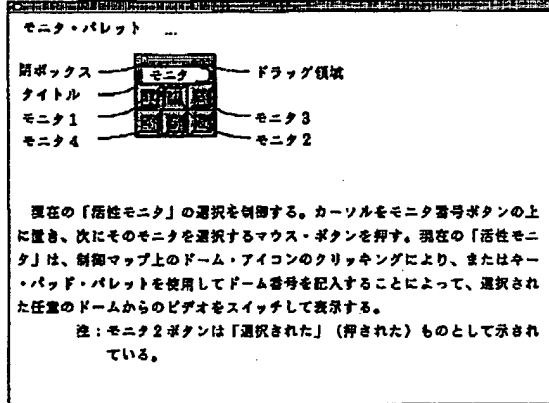 モニタ・パレット …
閉ボックス
モニタ
ドラッグ領域
タイトル
モニタ1
モニタ3
モニタ4
モニタ2
現在の「活性モニタ」の選択を制御する。カーソルをモニタ番号ボタンの上
に置き、次にそのモニタを選択するマウス・ボタンを押す。現在の「活性モニ
タ」は、制御マップ上のドーム・アイコンのクリッキングにより、またはキー
・パッド・パレットを使用してドーム番号を記入することによって、選択され
た任意のドームからのビデオをスイッチして表示する。
注：モニタ2ボタンは「選択された」（押された）ものとして示され
ている。